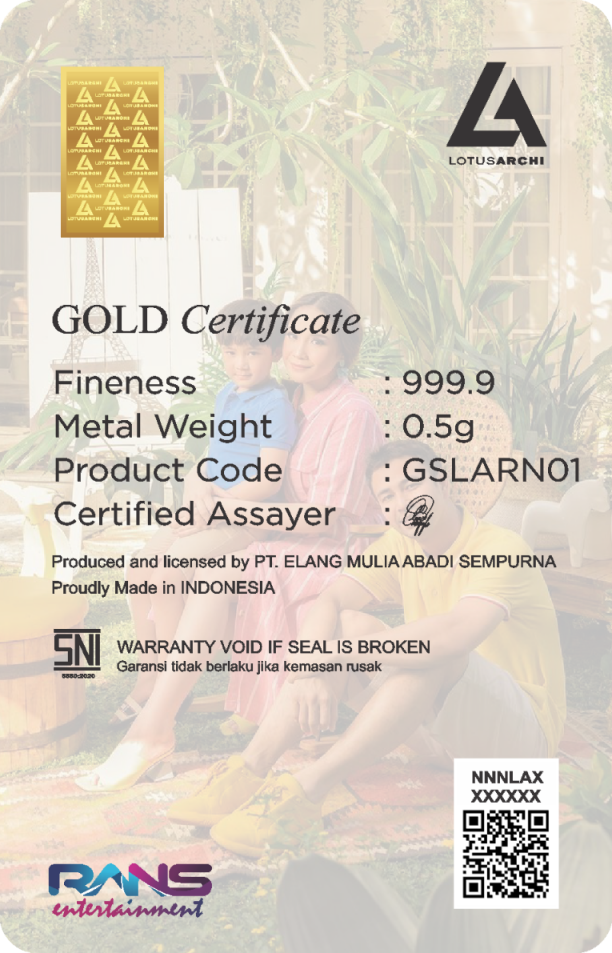 LOTUSARCHI
GOLD Certificate
Fineness : 999.9
Metal Weight : 0.5g
Product Code : GSLARN01
Certified Assayer :
Produced and licensed by PT. ELANG MULIA ABADI SEMPURNA
Proudly Made in INDONESIA
SNI
WARRANTY VOID IF SEAL IS BROKEN
Garansi tidak berlaku jika kemasan rusak
NNNLAX
XXXXXX
RANS
entertainment